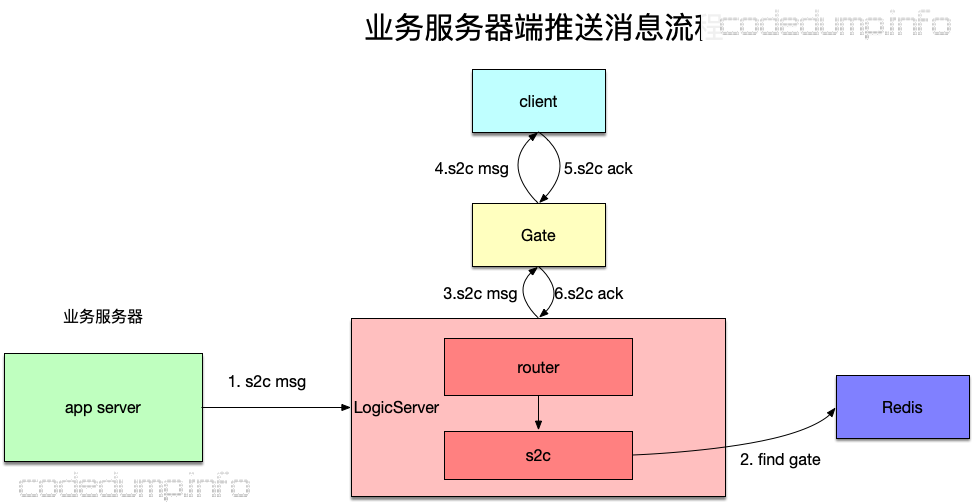 业务服务器端推送消息流程
codedump.info
client
4.s2c msg
5.s2c ack
Gate
3.s2c msg
6.s2c ack
业务服务器
router
1. s2c msg
app server
LogicServer
Redis
s2c
2. find gate
codedump.info